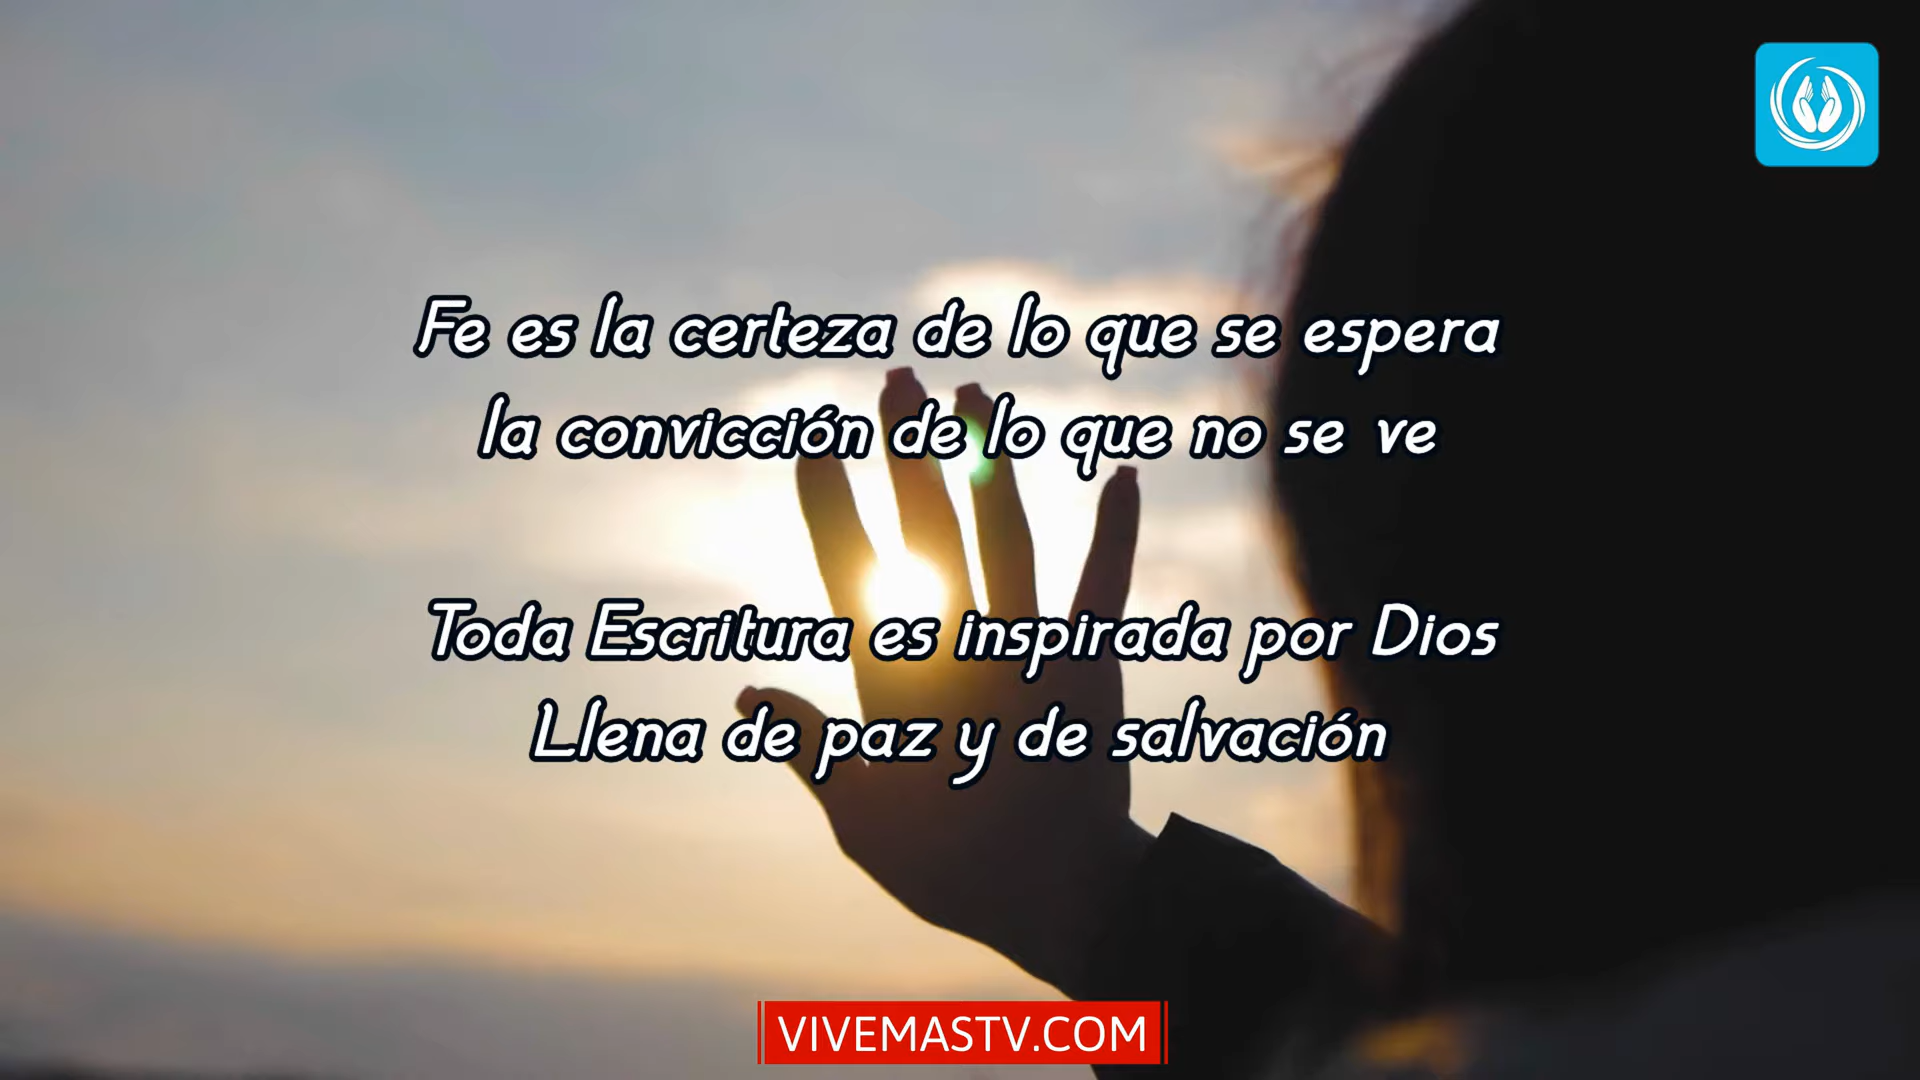 Fe es la certeza de lo que se espera
la convicción de lo que no se ve
Toda Escritura es inspirada por Dios
Llena de paz y de salvación
VIVEMASTV.COM